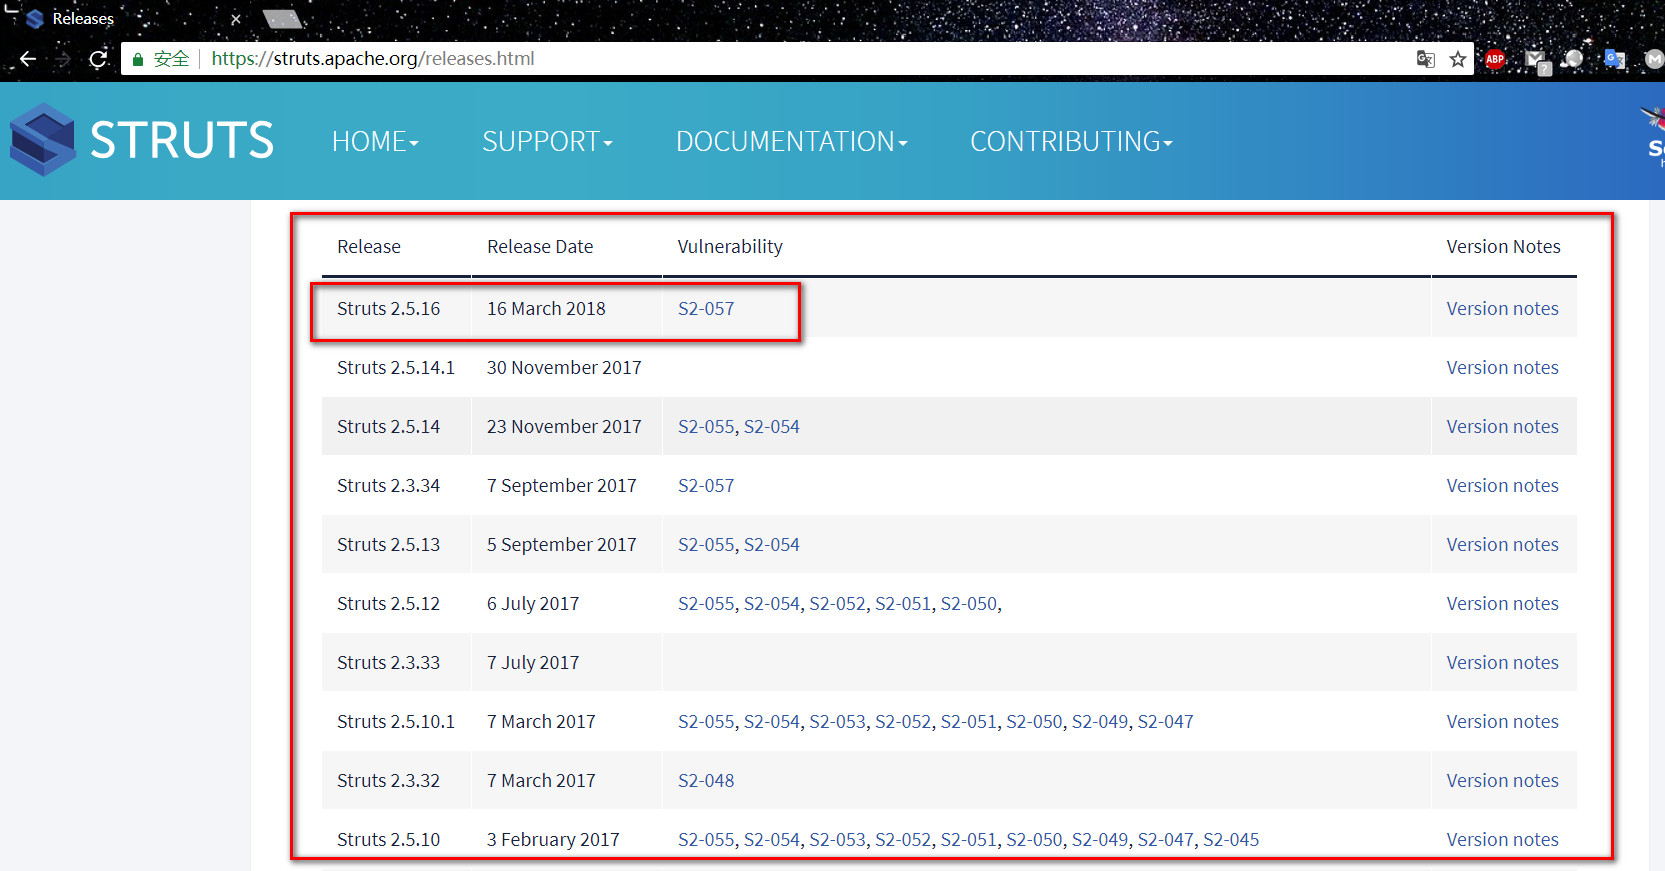 Releases
安全 https://struts.apache.org/releases.html
ABP
STRUTS HOME SUPPORT DOCUMENTATION CONTRIBUTING
Release Release Date Vulnerability Version Notes
Struts 2.5.16 16 March 2018 S2-057 Version notes
Struts 2.5.14.1 30 November 2017 Version notes
Struts 2.5.14 23 November 2017 S2-055, S2-054 Version notes
Struts 2.3.34 7 September 2017 S2-057 Version notes
Struts 2.5.13 5 September 2017 S2-055, S2-054 Version notes
Struts 2.5.12 6 July 2017 S2-055, S2-054, S2-052, S2-051, S2-050, Version notes
Struts 2.3.33 7 July 2017 Version notes
Struts 2.5.10.1 7 March 2017 S2-055, S2-054, S2-053, S2-052, S2-051, S2-050, S2-049, S2-047 Version notes
Struts 2.3.32 7 March 2017 S2-048 Version notes
Struts 2.5.10 3 February 2017 S2-055, S2-054, S2-053, S2-052, S2-051, S2-050, S2-049, S2-047, S2-045 Version notes